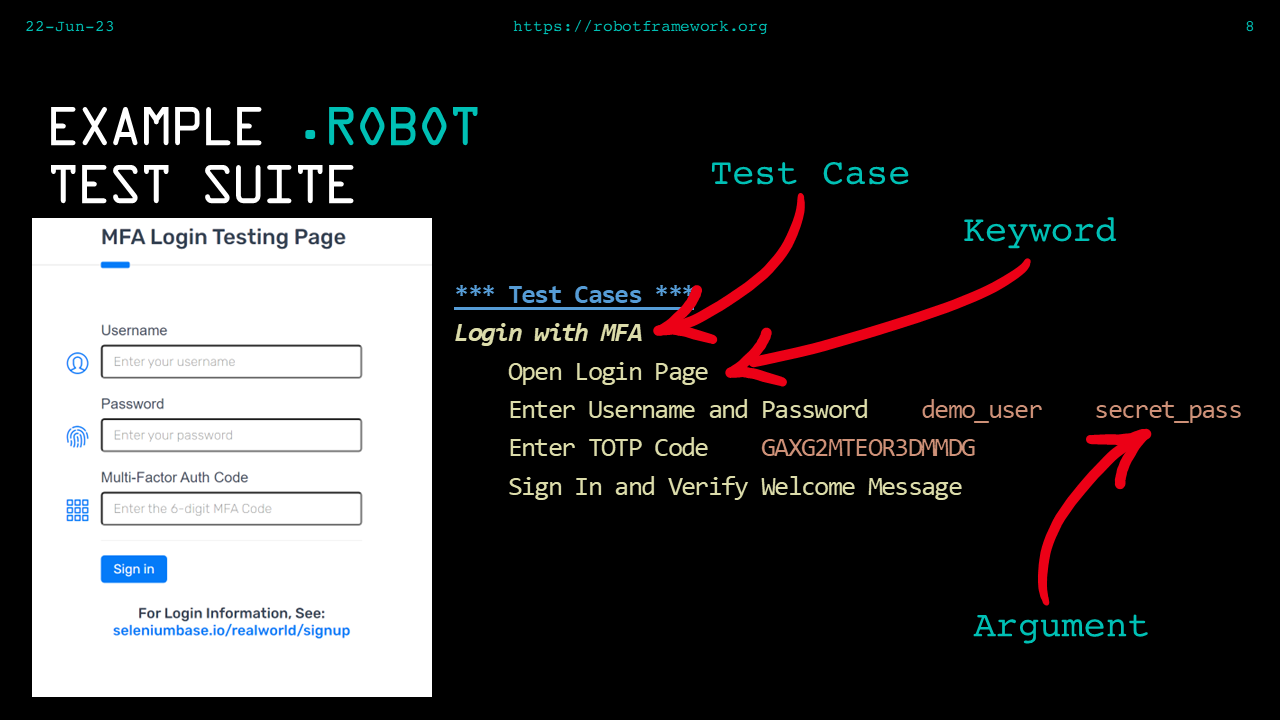 22-Jun-23
https://robotframework.org
8
EXAMPLE .ROBOT
TEST SUITE
MFA Login Testing Page
Username
Enter your username
Password
Enter your password
Multi-Factor Auth Code
Enter the 6-digit MFA Code
Sign in
For Login Information, See:
seleniumbase.io/realworld/signup
Test Case
Keyword
*** Test Cases ***
Login with MFA
Open Login Page
Enter Username and Password    demo_user    secret_pass
Enter TOTP Code    GAXG2MTEOR3DMMDG
Sign In and Verify Welcome Message
Argument